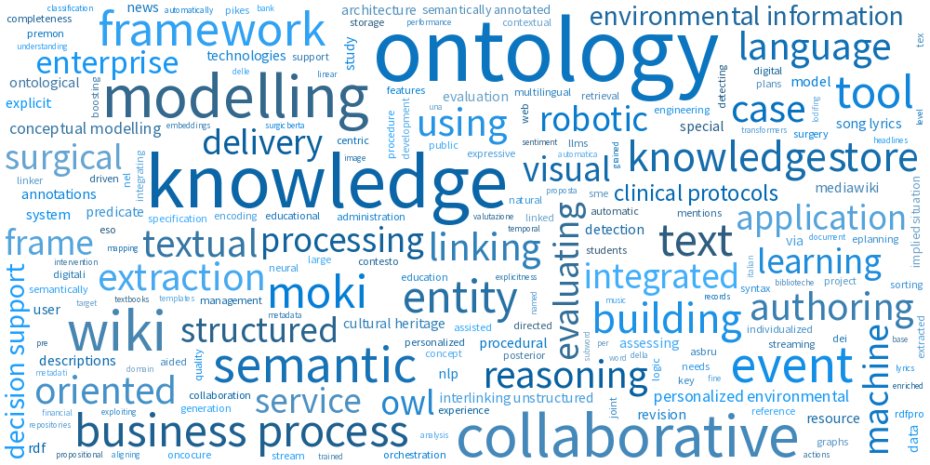 classification
news
automatically
bank
architecture
semantically annotated
environmental information
completeness
premon
pikes
storage
performance
contextual
understanding
framework
ontology
language
tex
enterprise
technologies
support
study
detecting
digital
ontological
boosting
linear
features
multilingual
retrieval
plans
model
tool
explicit
modelling
evaluation
web
engineering
case
level
conceptual modelling
embeddings
surgicberta
procedure
development
using
robotic
special
transformers
surgery
song lyrics
delle
delivery
public
una
sentiment
llms
headlines
surgical
nel
integrating
centric
expressive
automatica
visual
knowledgestore
linker
driven
image
knowledge
natural
proposta
sme
clinical protocols
mediawiki
annotations
system
predicate
specification
encoding
educational
administration
valutazione
linked
automatic
mentions
application
implied situation
eso
temporal
evaluating
detection
text
via
document
eplanning
frame
mapping
textual
processing
linking
students
learning
intervention
contesto
digitali
large
education
explicitness
integrated
italian
semantically
extraction
neural
named
syntax
biblioteche
project
sorting
decision support
target
textbooks
templates
management
moki
entity
music
records
authoring
user
metadata
building
individualized
base
extracted
pre
wiki
structured
cultural heritage
assisted
directed
per
assessing
streaming
dei
descriptions
aided
quality
personalized
procedural
subword
word
della
asbru
machine
metadati
domain
semantic
concept
posterior
logic
needs
event
lyrics
oriented
collaboration
nlp
reasoning
key
fine
enriched
financial
exploiting
generation
service
owl
interlinking unstructured
experience
joint
personalized environmental
repositories
revision
reference
resource
rdfpro
rdf
business process
analysis
collaborative
graphs
data
propositional
aligning
oncocure
stream
trained
orchestration
actions